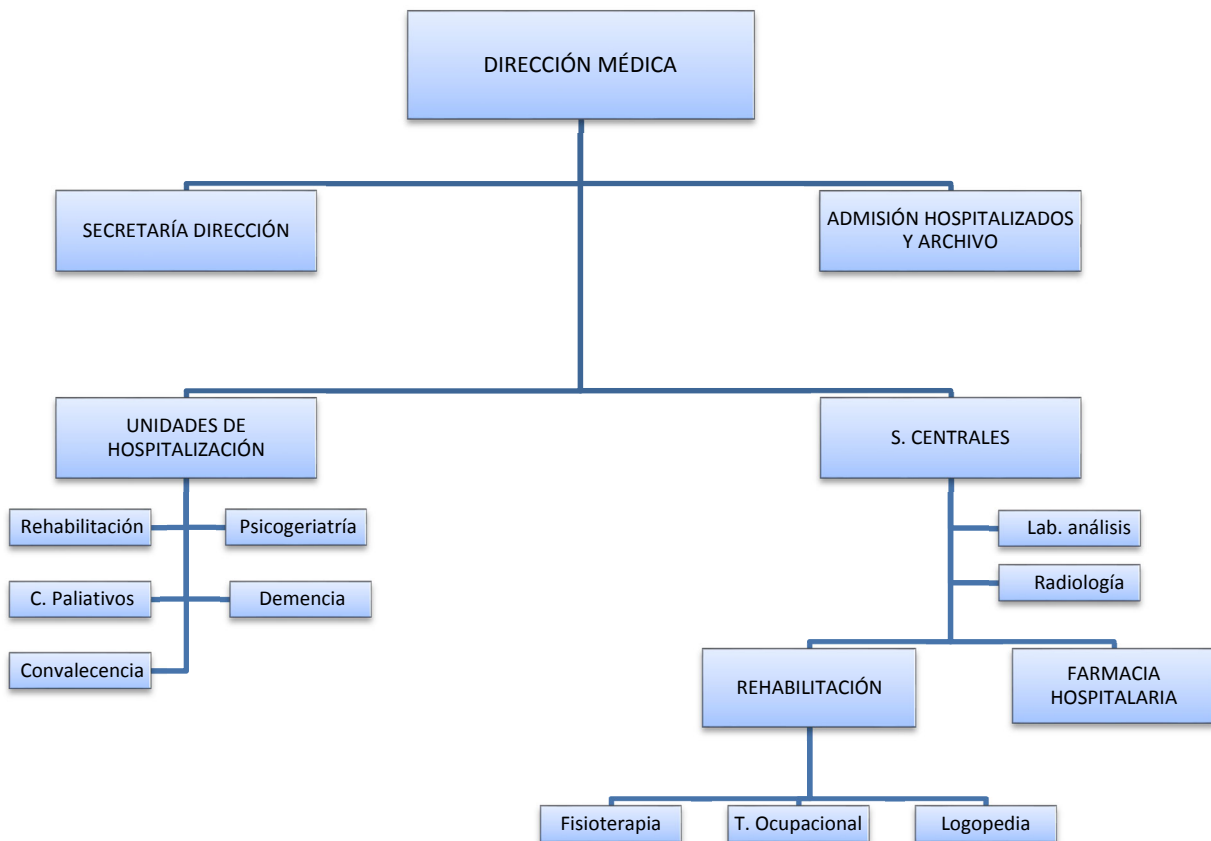 DIRECCIÓN MÉDICA
SECRETARÍA DIRECCIÓN
ADMISIÓN HOSPITALIZADOS
Y ARCHIVO
UNIDADES DE
HOSPITALIZACIÓN
S. CENTRALES
Rehabilitación
Psicogeriatría
Lab. análisis
Radiología
C. Paliativos
Demencia
Convalecencia
REHABILITACIÓN
FARMACIA
HOSPITALARIA
Fisioterapia
T. Ocupacional
Logopedia